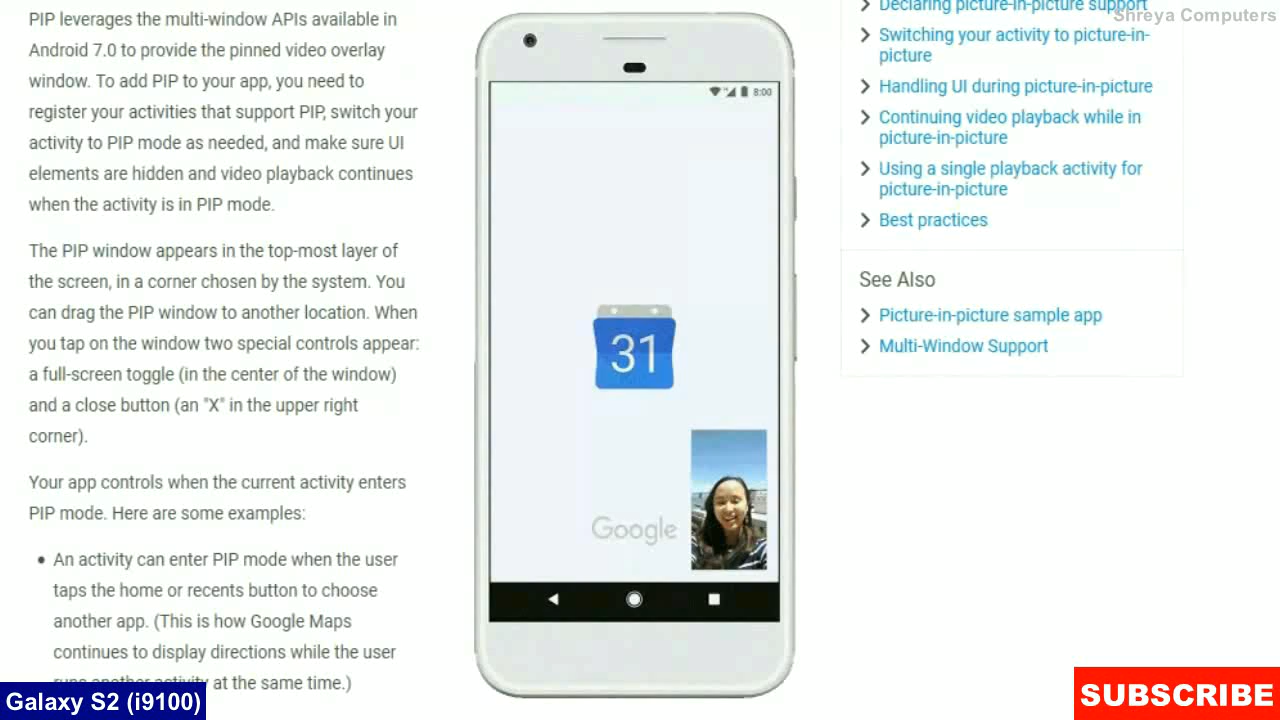 PIP leverages the multi-window APIs available in
Android 7.0 to provide the pinned video overlay
window. To add PIP to your app, you need to
register your activities that support PIP, switch your
activity to PIP mode as needed, and make sure UI
elements are hidden and video playback continues
when the activity is in PIP mode.
The PIP window appears in the top-most layer of
the screen, in a corner chosen by the system. You
can drag the PIP window to another location. When
you tap on the window two special controls appear:
a full-screen toggle (in the center of the window)
and a close button (an "X" in the upper right
corner).
Your app controls when the current activity enters
PIP mode. Here are some examples:
• An activity can enter PIP mode when the user
taps the home or recents button to choose
another app. (This is how Google Maps
continues to display directions while the user
runs another activity at the same time.)
Galaxy S2 (i9100)
8:00
31
Google
Declaring picture-in-picture support
Shreya Computers
Switching your activity to picture-in-
picture
Handling UI during picture-in-picture
Continuing video playback while in
picture-in-picture
Using a single playback activity for
picture-in-picture
Best practices
See Also
Picture-in-picture sample app
Multi-Window Support
SUBSCRIBE